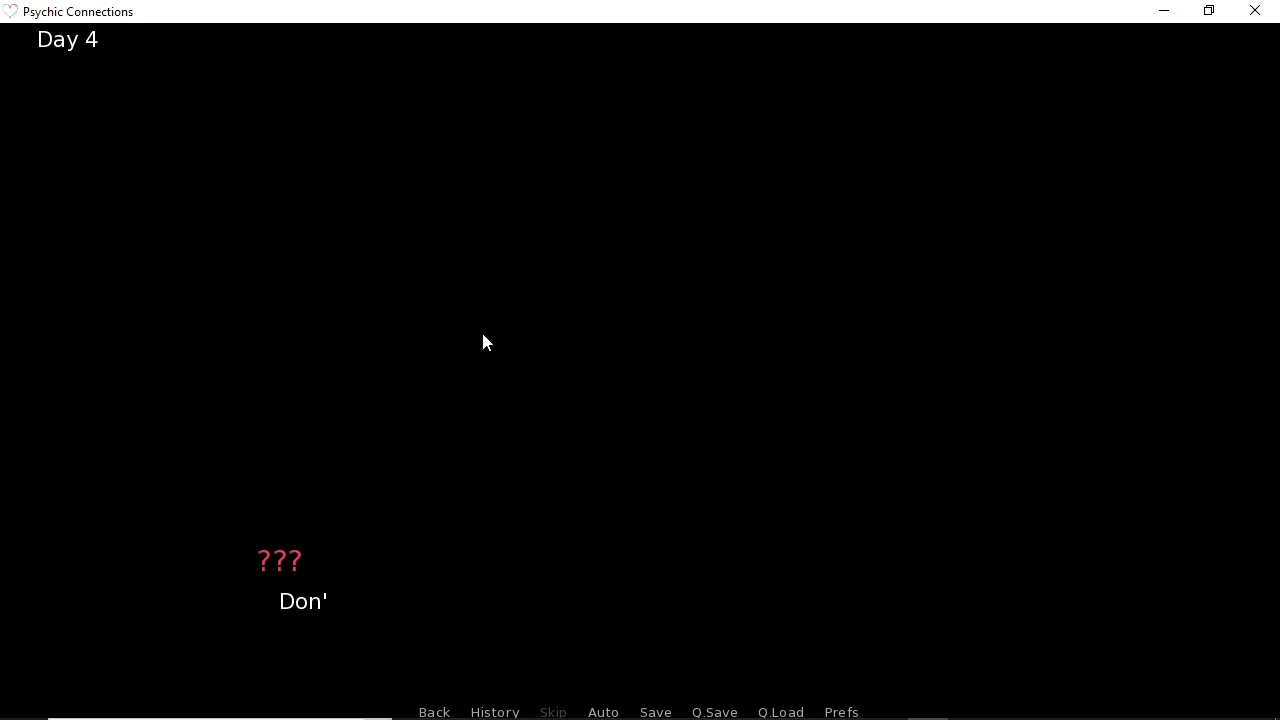 Psychic Connections
Day 4
???
Don'
Back History Skip Auto Save Q.Save Q.Load Prefs